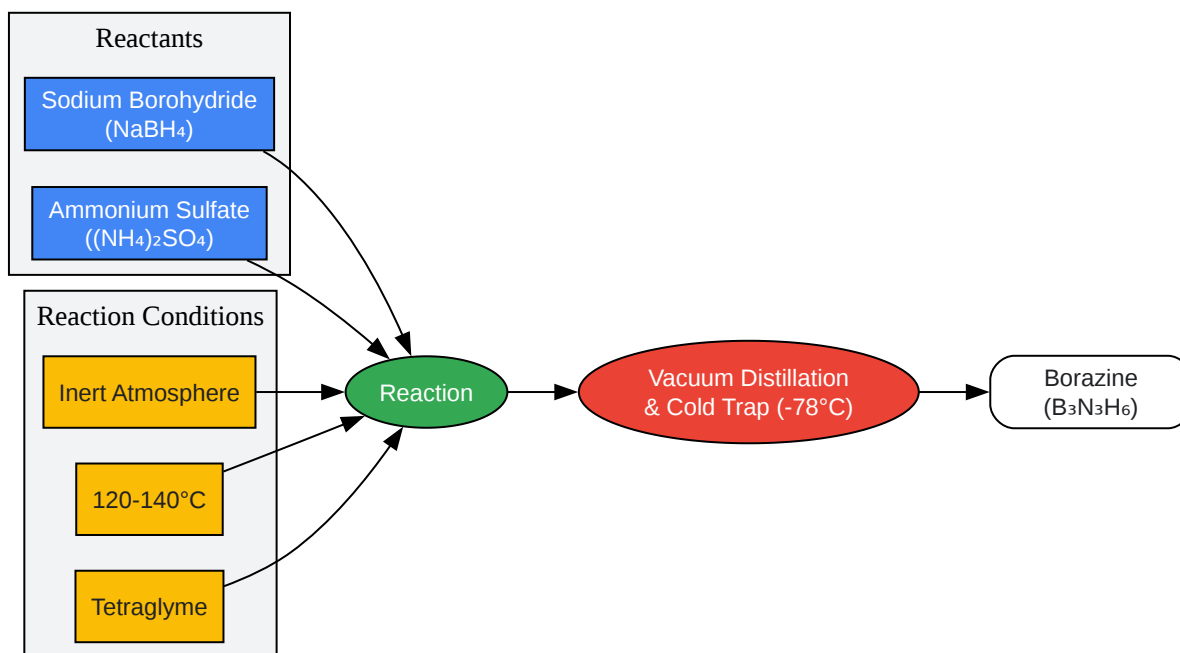 Reactants
Sodium Borohydride
(NaBH₄)
Ammonium Sulfate
((NH₄)₂SO₄)
Reaction Conditions
Inert Atmosphere
120-140°C
Tetraglyme
Reaction
Vacuum Distillation
& Cold Trap (-78°C)
Borazine
(B₃N₃H₆)